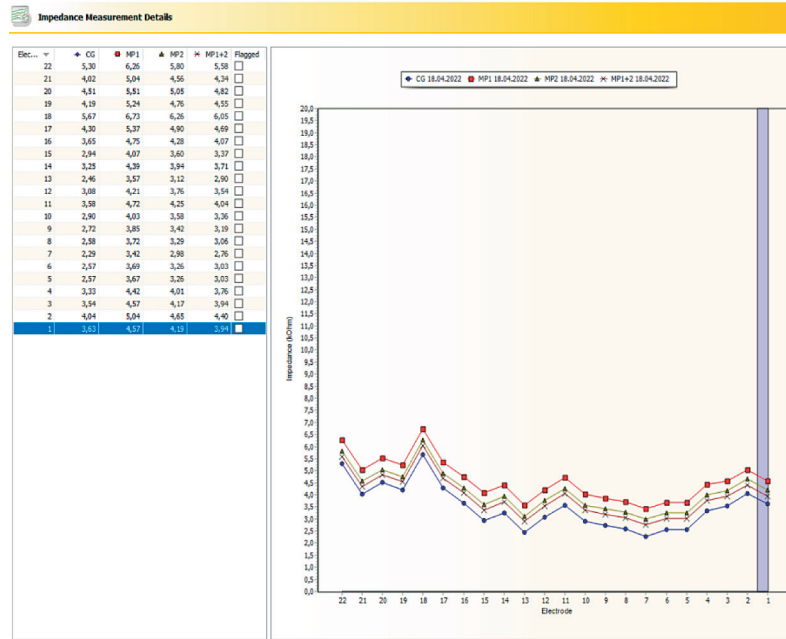 Impedance Measurement Details
Elec... CG MP1 MP2 MP1+2 Flagged
22 5,30 6,26 5,80 5,58
21 4,02 5,04 4,56 4,34
20 4,51 5,51 5,05 4,82
19 4,19 5,24 4,76 4,55
18 5,67 6,73 6,26 6,05
17 4,30 5,37 4,90 4,69
16 3,65 4,75 4,28 4,07
15 2,94 4,07 3,60 3,37
14 3,25 4,39 3,94 3,71
13 2,46 3,57 3,12 2,90
12 3,08 4,21 3,76 3,54
11 3,58 4,72 4,25 4,04
10 2,90 4,03 3,58 3,36
9 2,72 3,85 3,42 3,19
8 2,58 3,72 3,29 3,06
7 2,29 3,42 2,98 2,76
6 2,57 3,69 3,26 3,03
5 2,57 3,67 3,26 3,03
4 3,33 4,42 4,01 3,76
3 3,54 4,57 4,17 3,94
2 4,04 5,04 4,65 4,40
1 3,63 4,57 4,19 3,94
CG 18.04.2022 MP1 18.04.2022 MP2 18.04.2022 MP1+2 18.04.2022
20,0
19,5
19,0
18,5
18,0
17,5
17,0
16,5
16,0
15,5
15,0
14,5
14,0
13,5
13,0
12,5
12,0
11,5
11,0
10,5
10,0
9,5
9,0
8,5
8,0
7,5
7,0
6,5
6,0
5,5
5,0
4,5
4,0
3,5
3,0
2,5
2,0
1,5
1,0
0,5
0,0
Impedance (kOhm)
22 21 20 19 18 17 16 15 14 13 12 11 10 9 8 7 6 5 4 3 2 1
Electrode